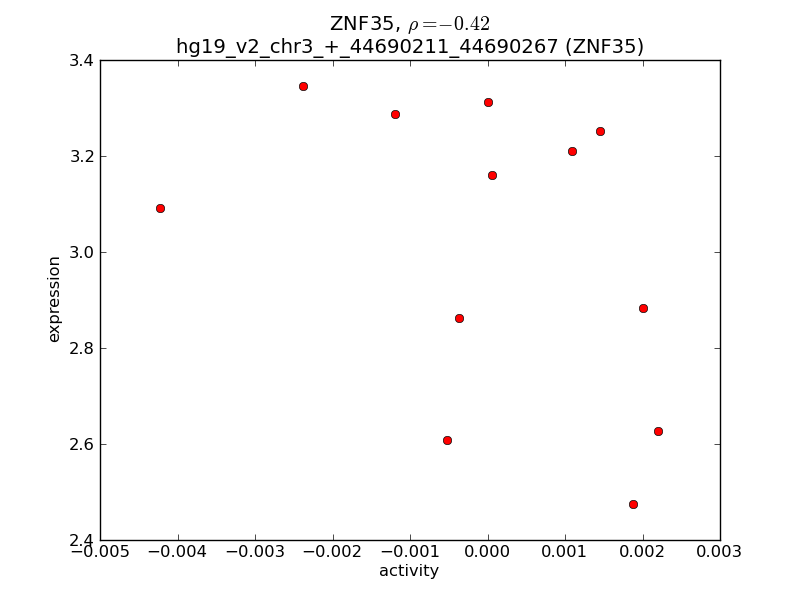 ZNF35, ρ=−0.42
hg19_v2_chr3_+_44690211_44690267 (ZNF35)
3.4
3.2
3.0
2.8
2.6
2.4
expression
−0.005 −0.004 −0.003 −0.002 −0.001 0.000 0.001 0.002 0.003
activity